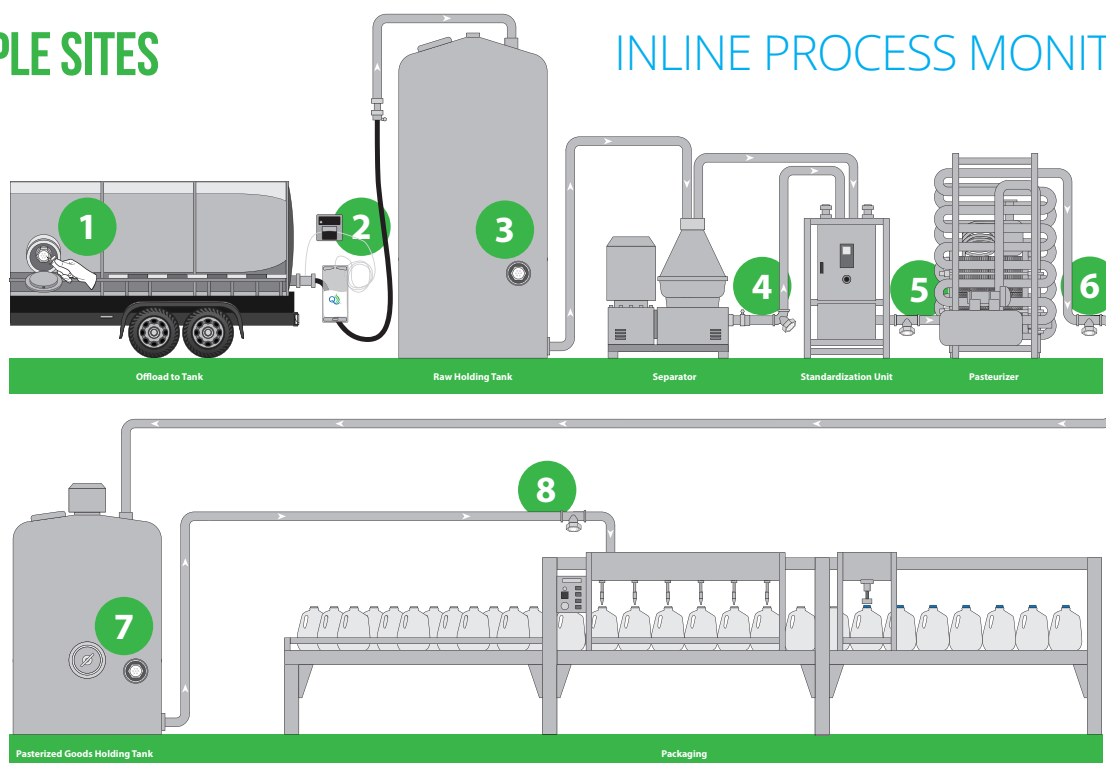 PLE SITES
INLINE PROCESS MONIT
1
2
3
4
5
6
Offload to Tank
Raw Holding Tank
Separator
Standardization Unit
Pasteurizer
8
7
Pasterized Goods Holding Tank
Packaging